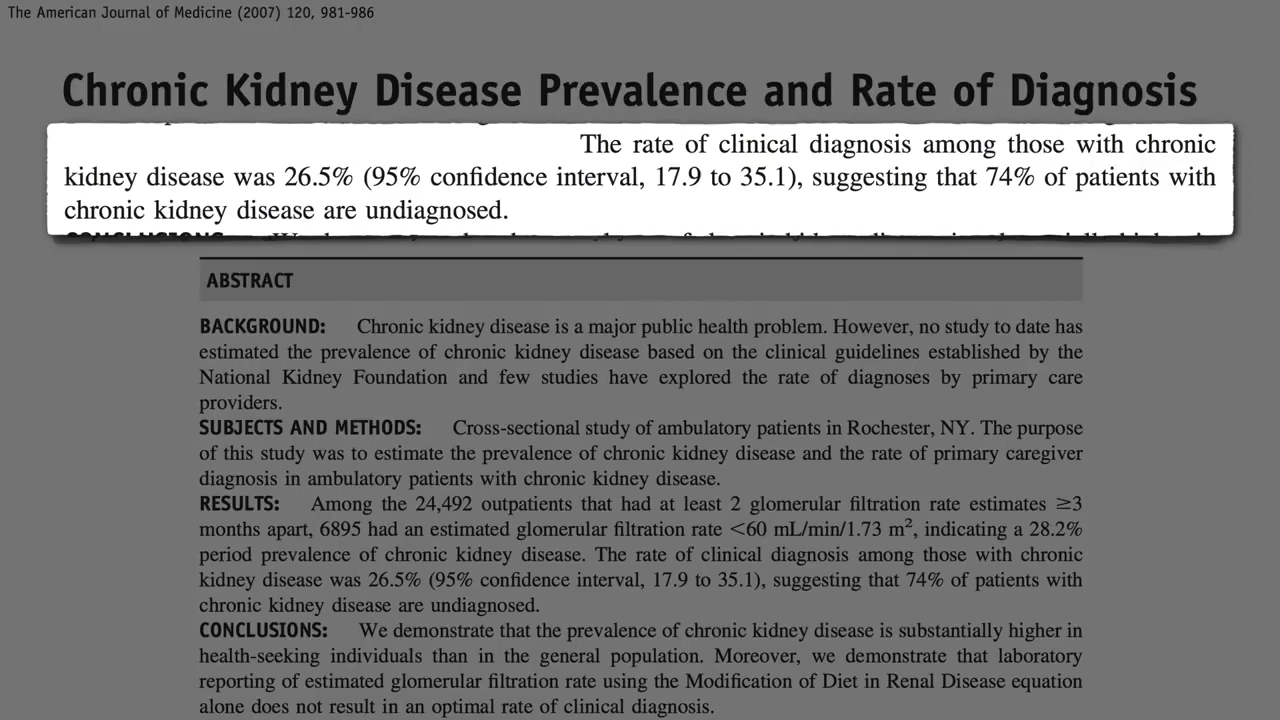 The American Journal of Medicine (2007) 120, 981-986
Chronic Kidney Disease Prevalence and Rate of Diagnosis
The rate of clinical diagnosis among those with chronic
kidney disease was 26.5% (95% confidence interval, 17.9 to 35.1), suggesting that 74% of patients with
chronic kidney disease are undiagnosed.
ABSTRACT
BACKGROUND: Chronic kidney disease is a major public health problem. However, no study to date has
estimated the prevalence of chronic kidney disease based on the clinical guidelines established by the
National Kidney Foundation and few studies have explored the rate of diagnoses by primary care
providers.
SUBJECTS AND METHODS: Cross-sectional study of ambulatory patients in Rochester, NY. The purpose
of this study was to estimate the prevalence of chronic kidney disease and the rate of primary caregiver
diagnosis in ambulatory patients with chronic kidney disease.
RESULTS: Among the 24,492 outpatients that had at least 2 glomerular filtration rate estimates ≥3
months apart, 6895 had an estimated glomerular filtration rate <60 mL/min/1.73 m², indicating a 28.2%
period prevalence of chronic kidney disease. The rate of clinical diagnosis among those with chronic
kidney disease was 26.5% (95% confidence interval, 17.9 to 35.1), suggesting that 74% of patients with
chronic kidney disease are undiagnosed.
CONCLUSIONS: We demonstrate that the prevalence of chronic kidney disease is substantially higher in
health-seeking individuals than in the general population. Moreover, we demonstrate that laboratory
reporting of estimated glomerular filtration rate using the Modification of Diet in Renal Disease equation
alone does not result in an optimal rate of clinical diagnosis.